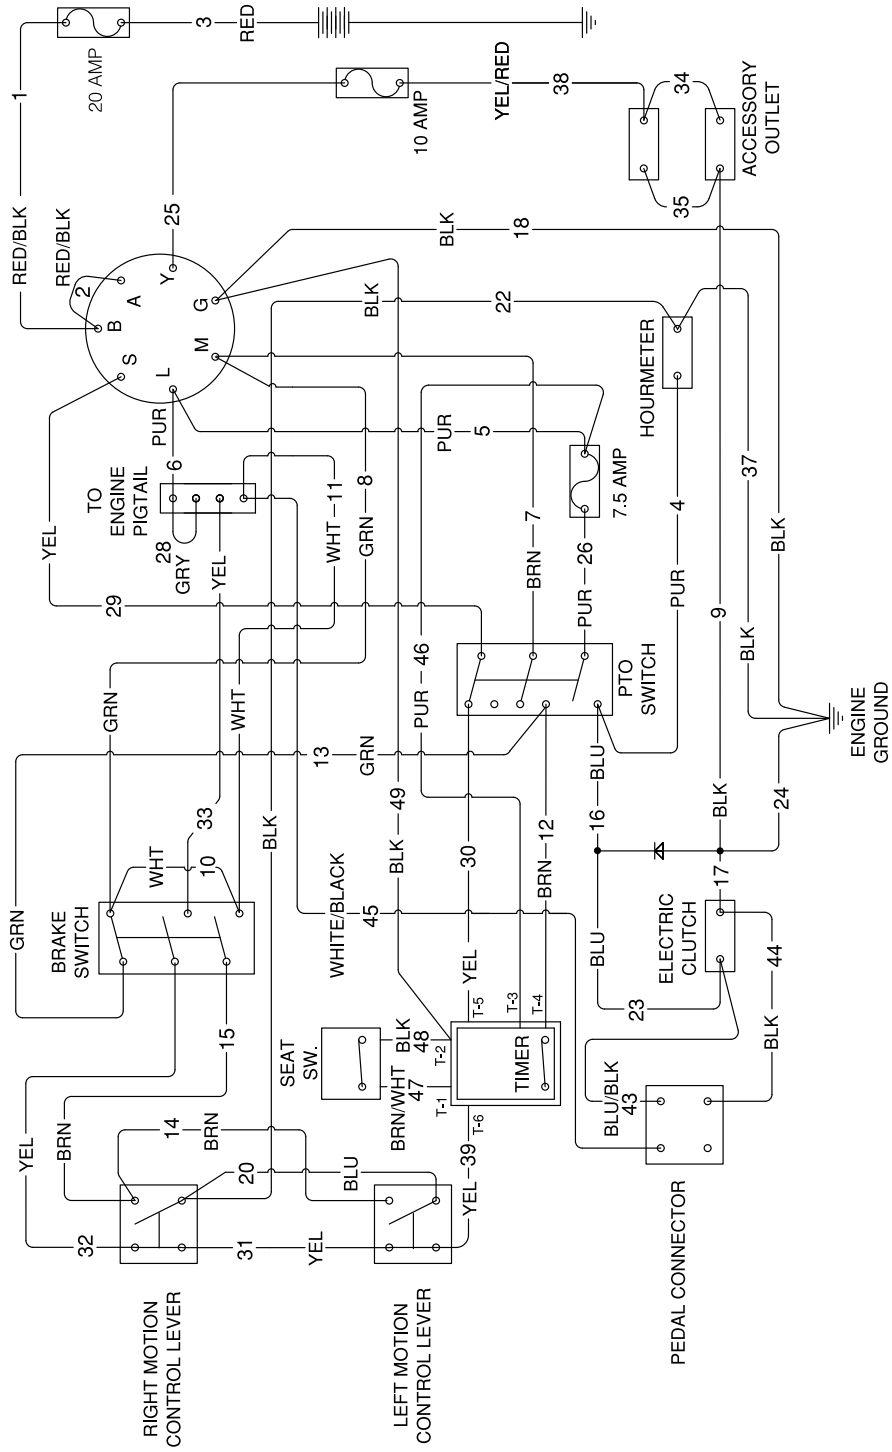 3
RED
20 AMP
1
RED/BLK
RED/BLK
2
B
A
S
L
Y
G
M
25
10 AMP
YEL/RED
38
34
35
ACCESSORY
OUTLET
BLK
18
BLK
22
HOURMETER
PUR
6
TO
ENGINE
PIGTAIL
28
GRY
YEL
YEL
29
WHT
11
GRN
8
PUR
5
7.5 AMP
BRN
7
PUR
26
PUR
4
37
BLK
BLK
9
BLK
PUR
46
PTO
SWITCH
GRN
WHT
13
GRN
33
BLK
49
BLK
WHT
10
BRAKE
SWITCH
GRN
WHITE/BLACK
45
YEL
30
BRN
12
BLU
16
BLU
23
17
BLK
24
ENGINE
GROUND
ELECTRIC
CLUTCH
44
BLK
15
SEAT
SW.
BLK
48
BRN/WHT
47
T-1
T-2
T-3
T-4
T-5
T-6
TIMER
YEL
32
BRN
14
BRN
20
BLU
31
YEL
YEL
39
BLU/BLK
43
PEDAL CONNECTOR
RIGHT MOTION
CONTROL LEVER
LEFT MOTION
CONTROL LEVER